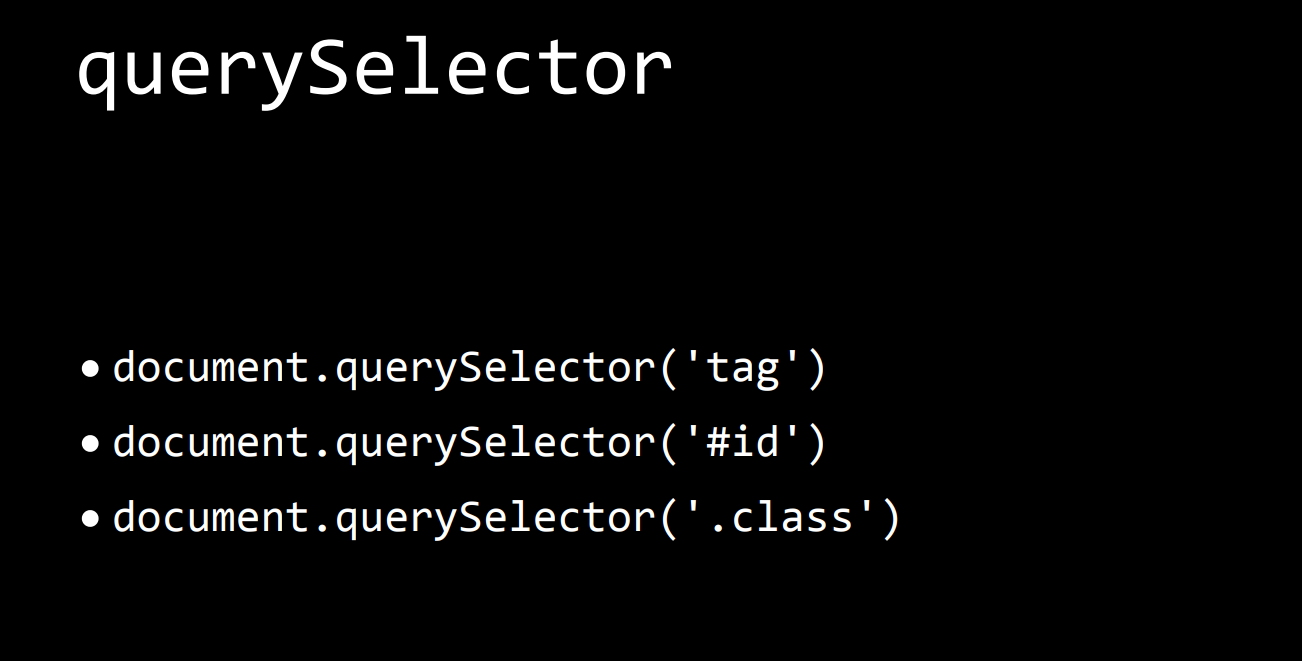 querySelector
• document.querySelector('tag')
• document.querySelector('#id')
• document.querySelector('.class')